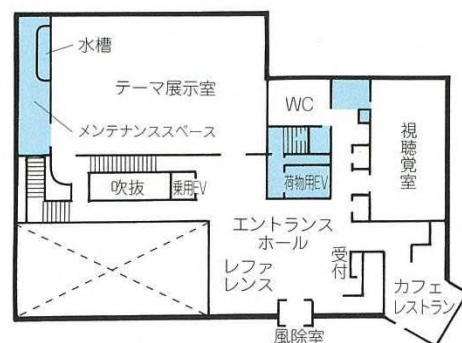 水槽
テーマ展示室
メンテナンススペース
WC
視聴覚室
荷物用EV
吹抜
乗用EV
エントランス
ホール
レファ
レンス
受付
カフェ
レストラン
風除室